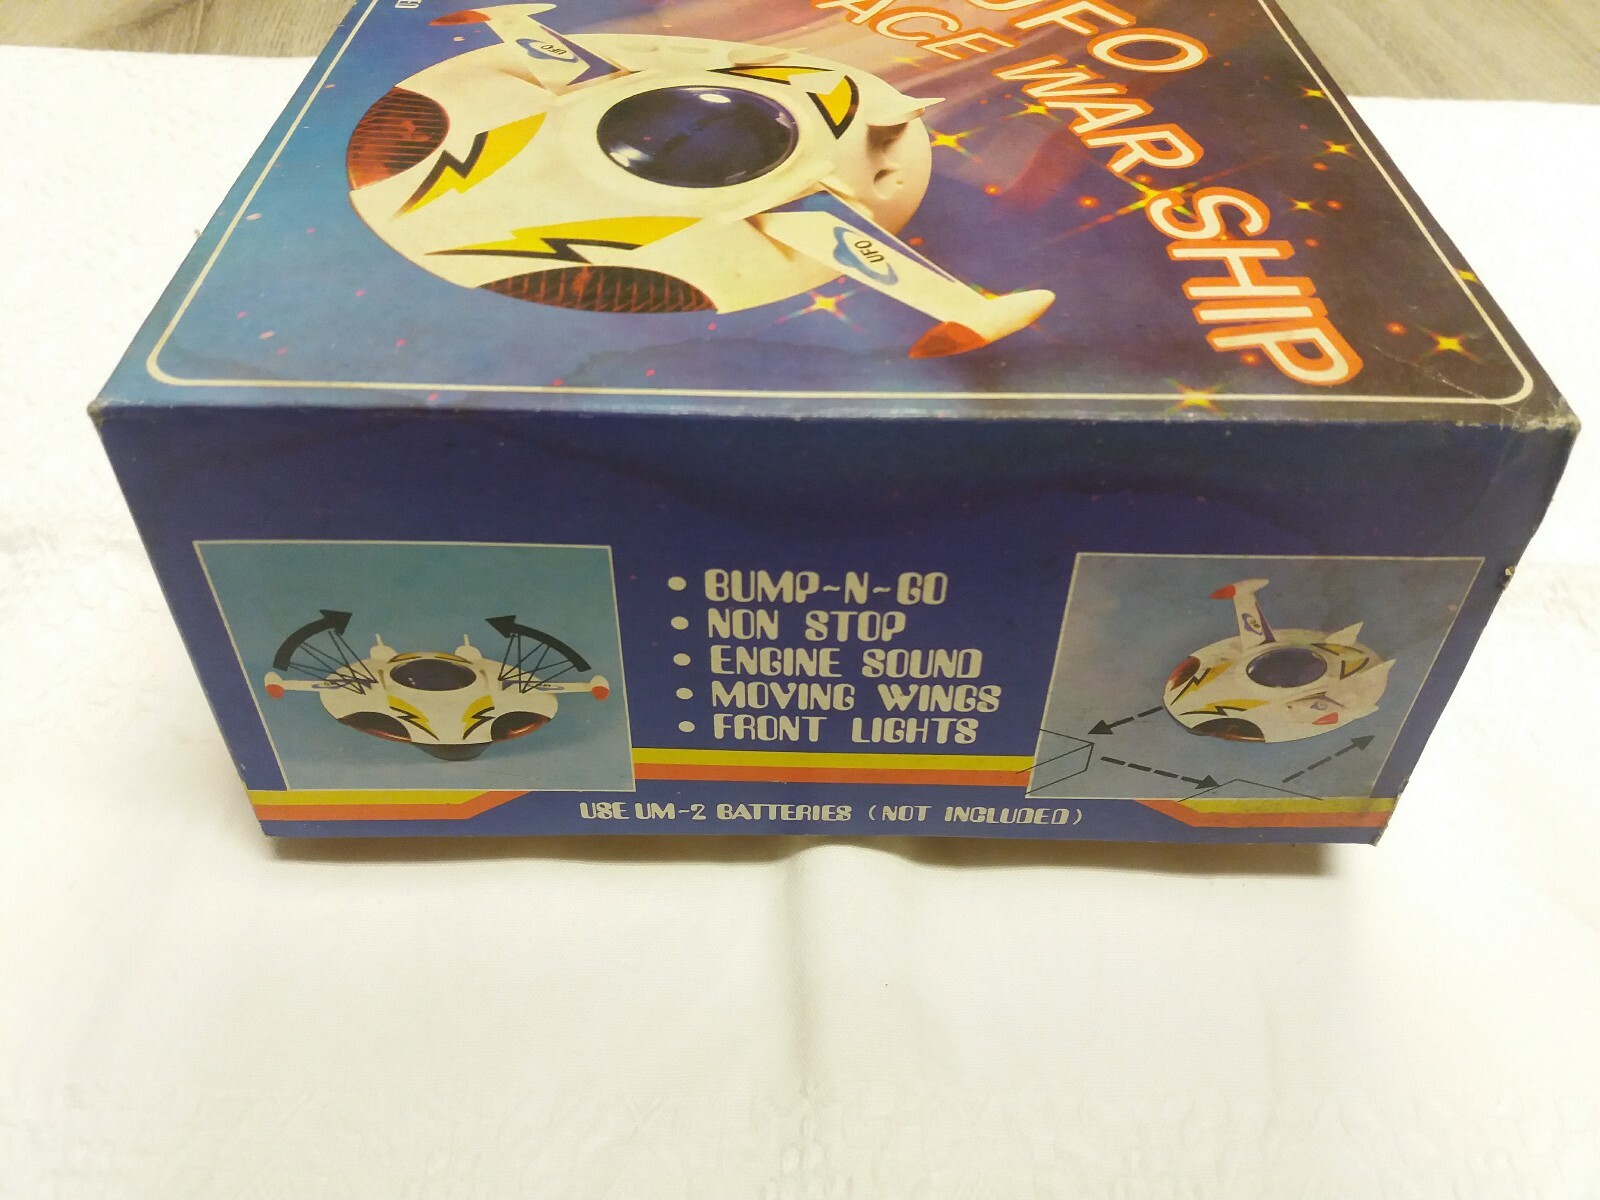 UFO
ACE WAR SHIP
UFO
UFO
• BUMP~N~GO
• NON STOP
• ENGINE SOUND
• MOVING WINGS
• FRONT LIGHTS
USE UM-2 BATTERIES (NOT INCLUDED)